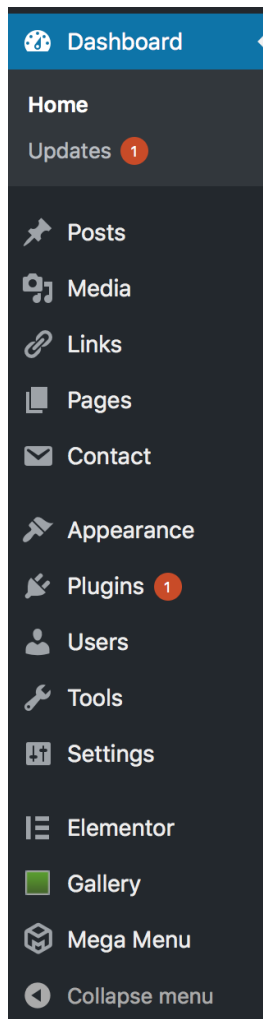 Dashboard
Home
Updates 1
Posts
Media
Links
Pages
Contact
Appearance
Plugins 1
Users
Tools
Settings
Elementor
Gallery
Mega Menu
Collapse menu